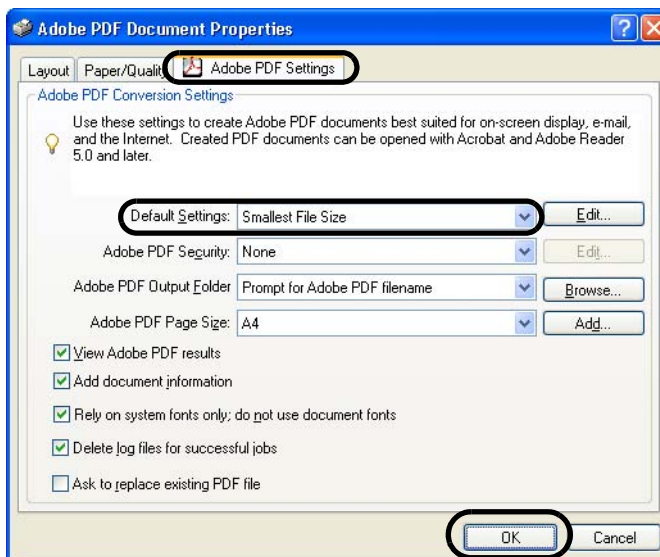 Adobe PDF Document Properties
Layout Paper/Quality Adobe PDF Settings
Adobe PDF Conversion Settings
Use these settings to create Adobe PDF documents best suited for on-screen display, e-mail,
and the Internet. Created PDF documents can be opened with Acrobat and Adobe Reader
5.0 and later.
Default Settings: Smallest File Size Edit...
Adobe PDF Security: None Edit...
Adobe PDF Output Folder Prompt for Adobe PDF filename Browse...
Adobe PDF Page Size: A4 Add...
View Adobe PDF results
Add document information
Rely on system fonts only; do not use document fonts
Delete log files for successful jobs
Ask to replace existing PDF file
OK Cancel